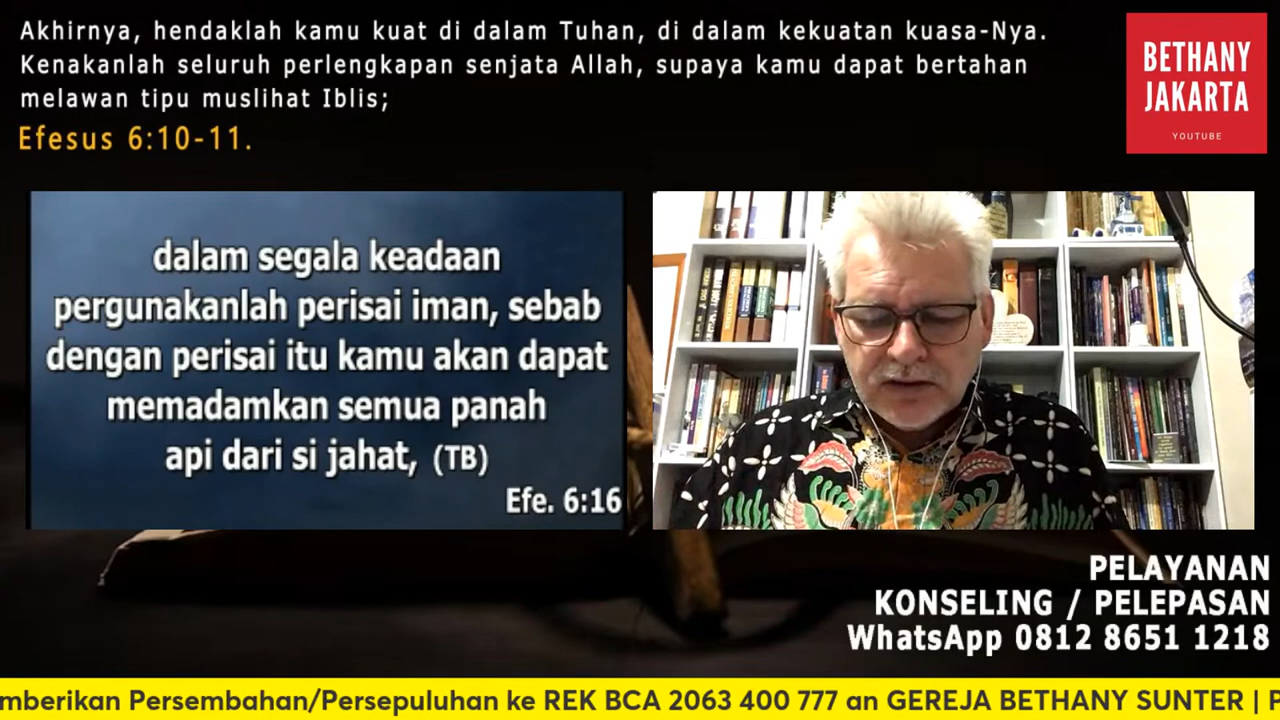 Akhirnya, hendaklah kamu kuat di dalam Tuhan, di dalam kekuatan kuasa-Nya.
Kenakanlah seluruh perlengkapan senjata Allah, supaya kamu dapat bertahan
melawan tipu muslihat Iblis;
Efesus 6:10-11.
BETHANY
JAKARTA
YOUTUBE
dalam segala keadaan
pergunakanlah perisai iman, sebab
dengan perisai itu kamu akan dapat
memadamkan semua panah
api dari si jahat, (TB)
Efe. 6:16
PELAYANAN
KONSELING / PELEPASAN
WhatsApp 0812 8651 1218
mberikan Persembahan/Persepuluhan ke REK BCA 2063 400 777 an GEREJA BETHANY SUNTER | P